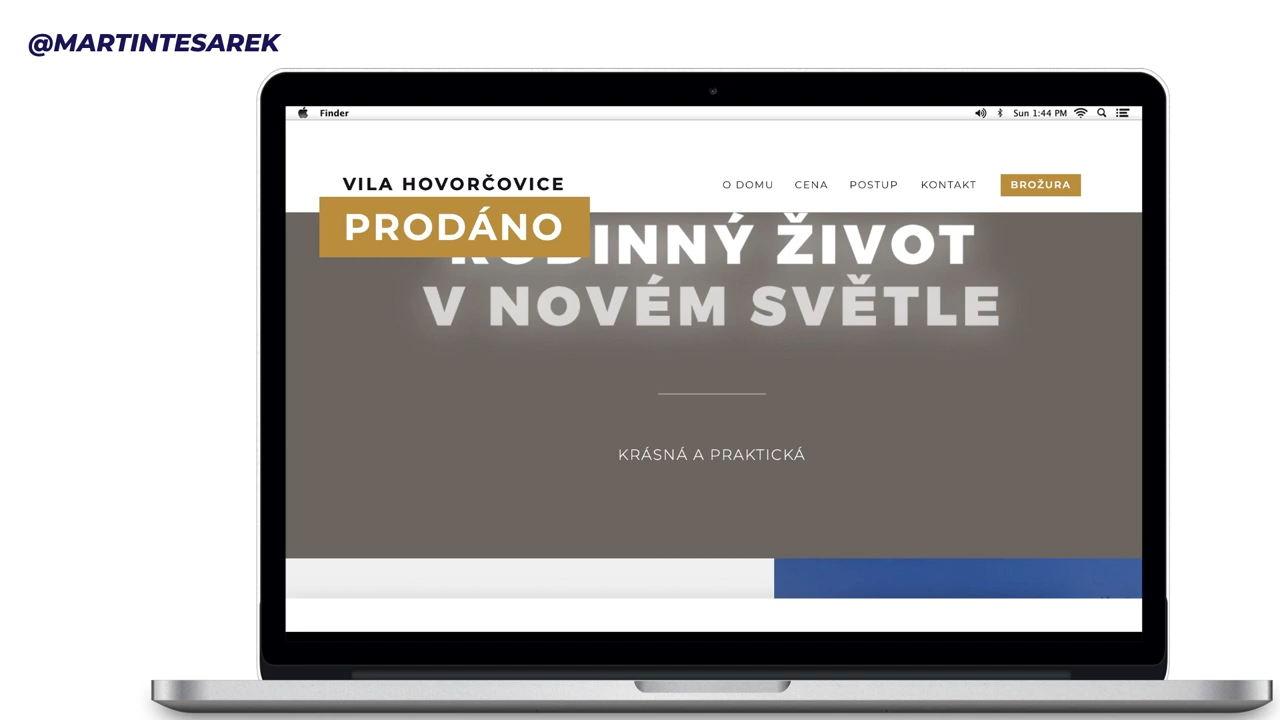 @MARTINTESAREK
Finder
Sun 1:44 PM
VILA HOVORČOVICE
O DOMU
CENA
POSTUP
KONTAKT
BROŽURA
PRODÁNO
RODINNÝ ŽIVOT
V NOVÉM SVĚTLE
KRÁSNÁ A PRAKTICKÁ